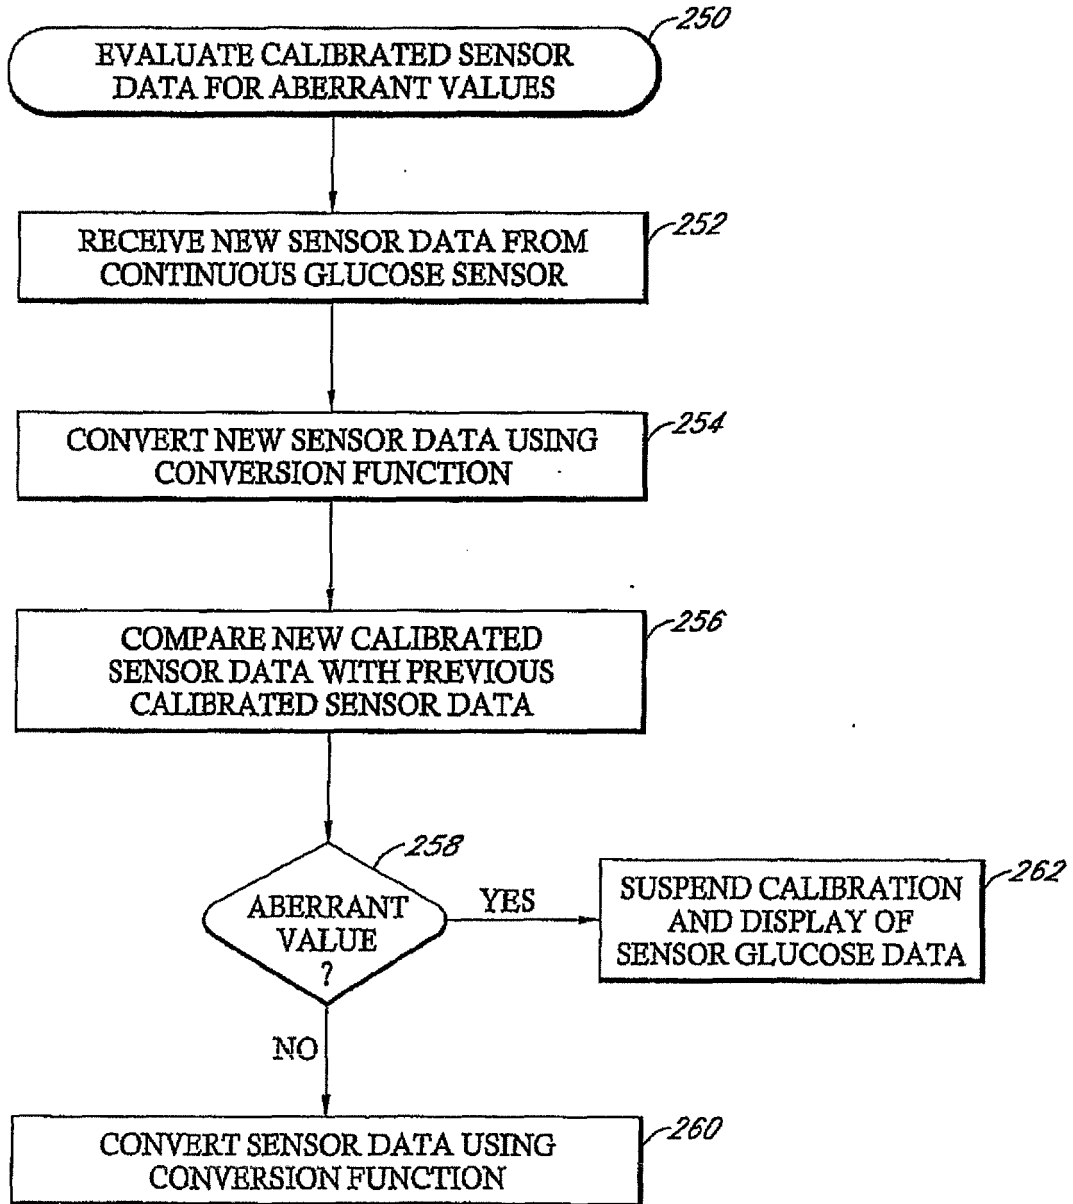 250
EVALUATE CALIBRATED SENSOR
DATA FOR ABERRANT VALUES
252
RECEIVE NEW SENSOR DATA FROM
CONTINUOUS GLUCOSE SENSOR
254
CONVERT NEW SENSOR DATA USING
CONVERSION FUNCTION
256
COMPARE NEW CALIBRATED
SENSOR DATA WITH PREVIOUS
CALIBRATED SENSOR DATA
258
ABERRANT
VALUE
?
YES
262
SUSPEND CALIBRATION
AND DISPLAY OF
SENSOR GLUCOSE DATA
NO
260
CONVERT SENSOR DATA USING
CONVERSION FUNCTION